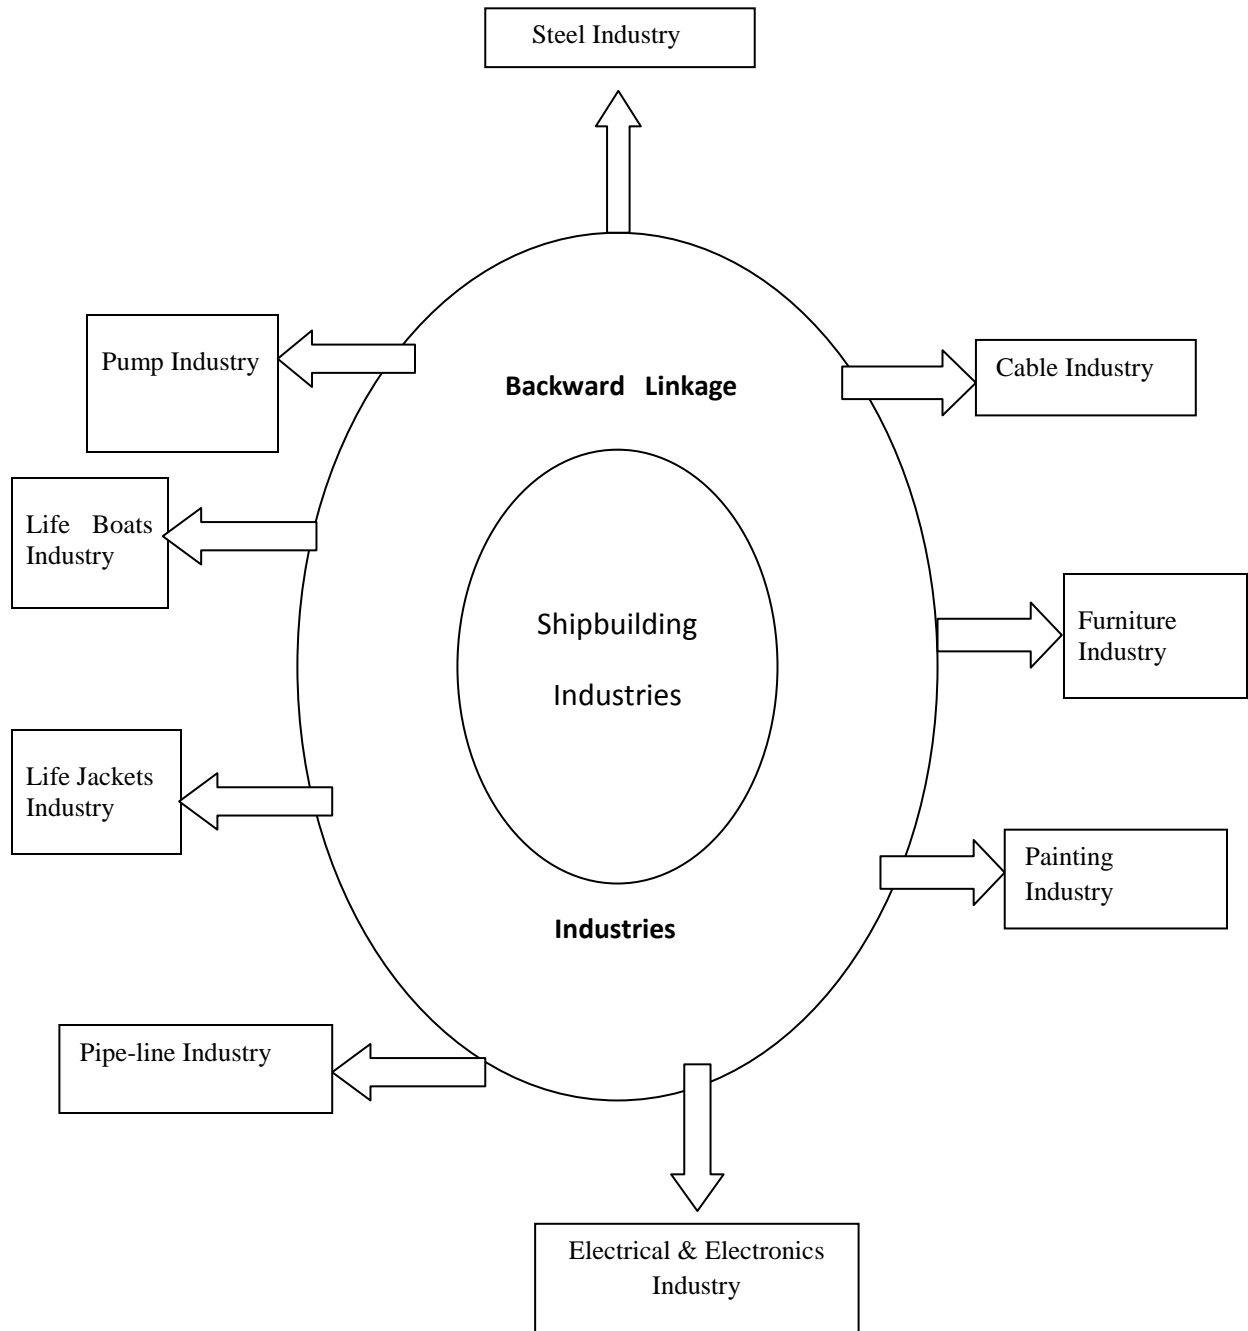 Steel Industry
Pump Industry
Cable Industry
Backward Linkage
Life Boats
Industry
Shipbuilding
Industries
Furniture
Industry
Life Jackets
Industry
Painting
Industry
Industries
Pipe-line Industry
Electrical & Electronics
Industry